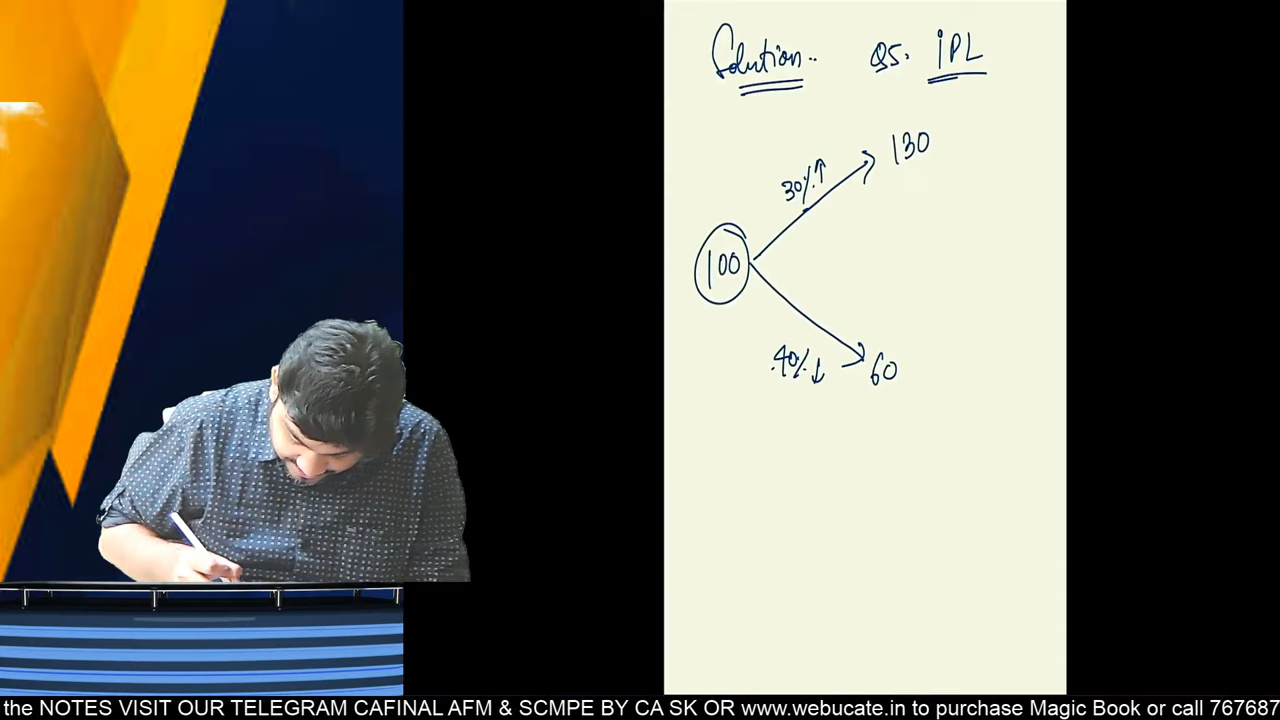 Solution.. Q5. IPL
130
30%↑
100
40%↓ 60
the NOTES VISIT OUR TELEGRAM CAFINAL AFM & SCMPE BY CA SK OR www.webucate.in to purchase Magic Book or call 767687